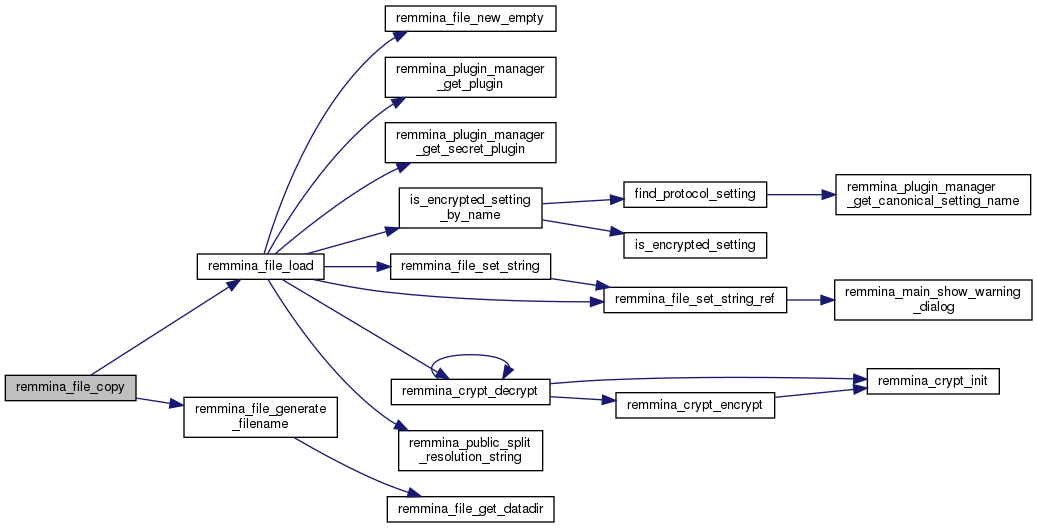 remmina_file_new_empty
remmina_plugin_manager
_get_plugin
remmina_plugin_manager
_get_secret_plugin
is_encrypted_setting
_by_name
find_protocol_setting
remmina_plugin_manager
_get_canonical_setting_name
is_encrypted_setting
remmina_file_load
remmina_file_set_string
remmina_file_set_string_ref
remmina_main_show_warning
_dialog
remmina_file_copy
remmina_crypt_decrypt
remmina_crypt_init
remmina_crypt_encrypt
remmina_file_generate
_filename
remmina_public_split
_resolution_string
remmina_file_get_datadir